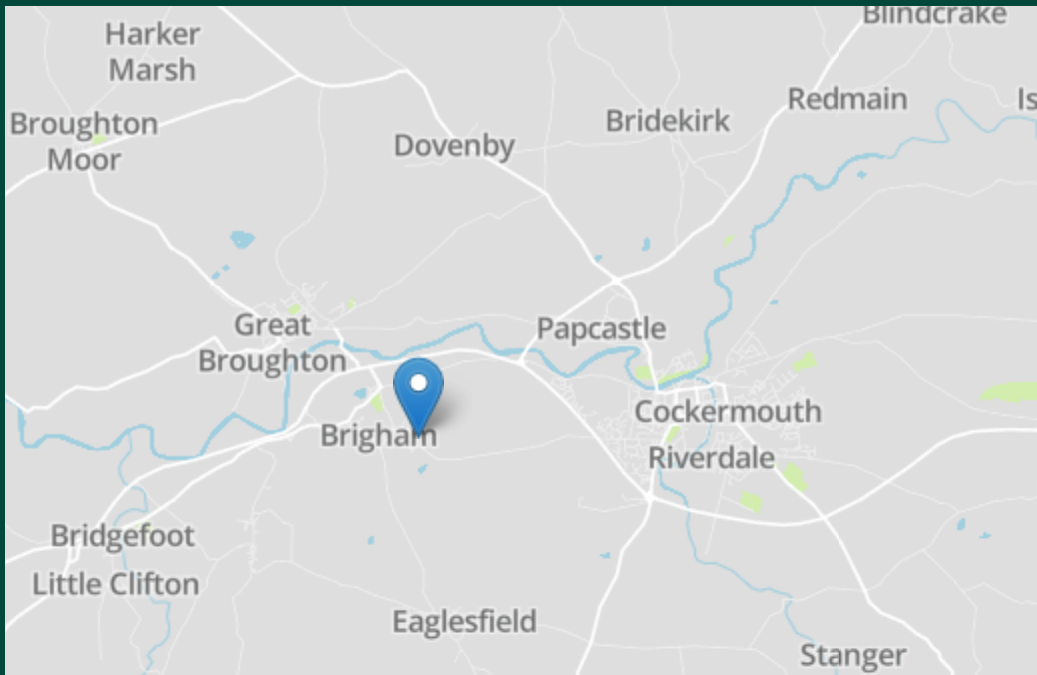 Blindcrake
Harker
Marsh
Redmain
Is
Broughton
Moor
Bridekirk
Dovenby
Great
Broughton
Papcastle
Cockermouth
Brigham
Riverdale
Bridgefoot
Little Clifton
Eaglesfield
Stanger